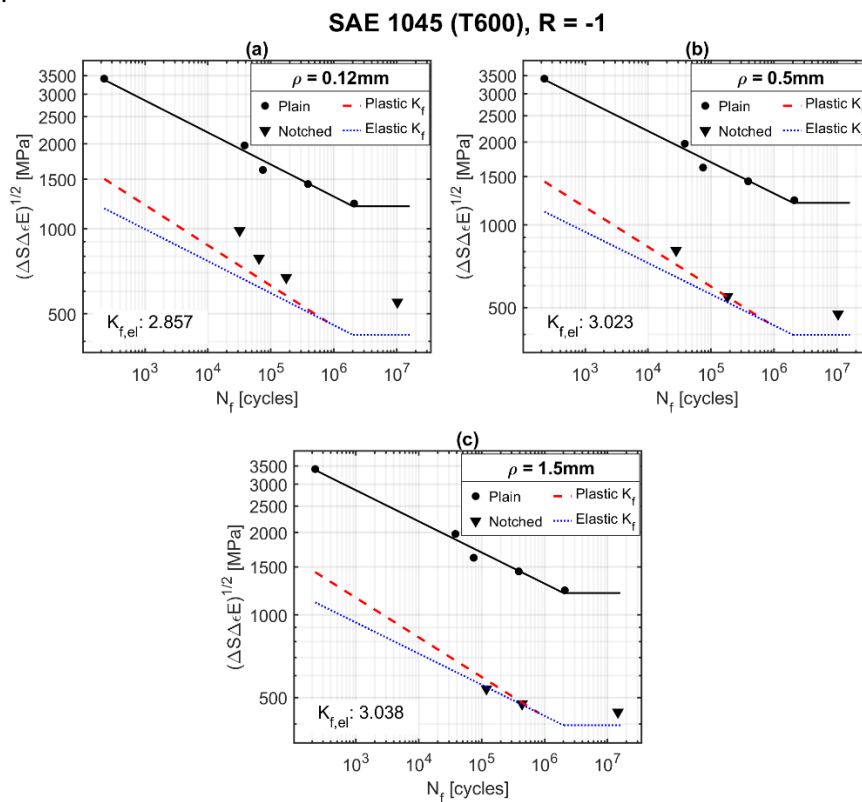 SAE 1045 (T600), R = -1
(a)
(ΔSΔϵE)^{1/2} [MPa]
3500
3000
2500
2000
1500
1000
500
ρ = 0.12mm
Plain
Plastic K_f
Notched
Elastic K_f
K_{f,el}: 2.857
10^3 10^4 10^5 10^6 10^7
N_f [cycles]
(b)
(ΔSΔϵE)^{1/2} [MPa]
3500
3000
2500
2000
1500
1000
500
ρ = 0.5mm
Plain
Plastic K_f
Notched
Elastic K
K_{f,el}: 3.023
10^3 10^4 10^5 10^6 10^7
N_f [cycles]
(c)
(ΔSΔϵE)^{1/2} [MPa]
3500
3000
2500
2000
1500
1000
500
ρ = 1.5mm
Plain
Plastic K_f
Notched
Elastic K_f
K_{f,el}: 3.038
10^3 10^4 10^5 10^6 10^7
N_f [cycles]